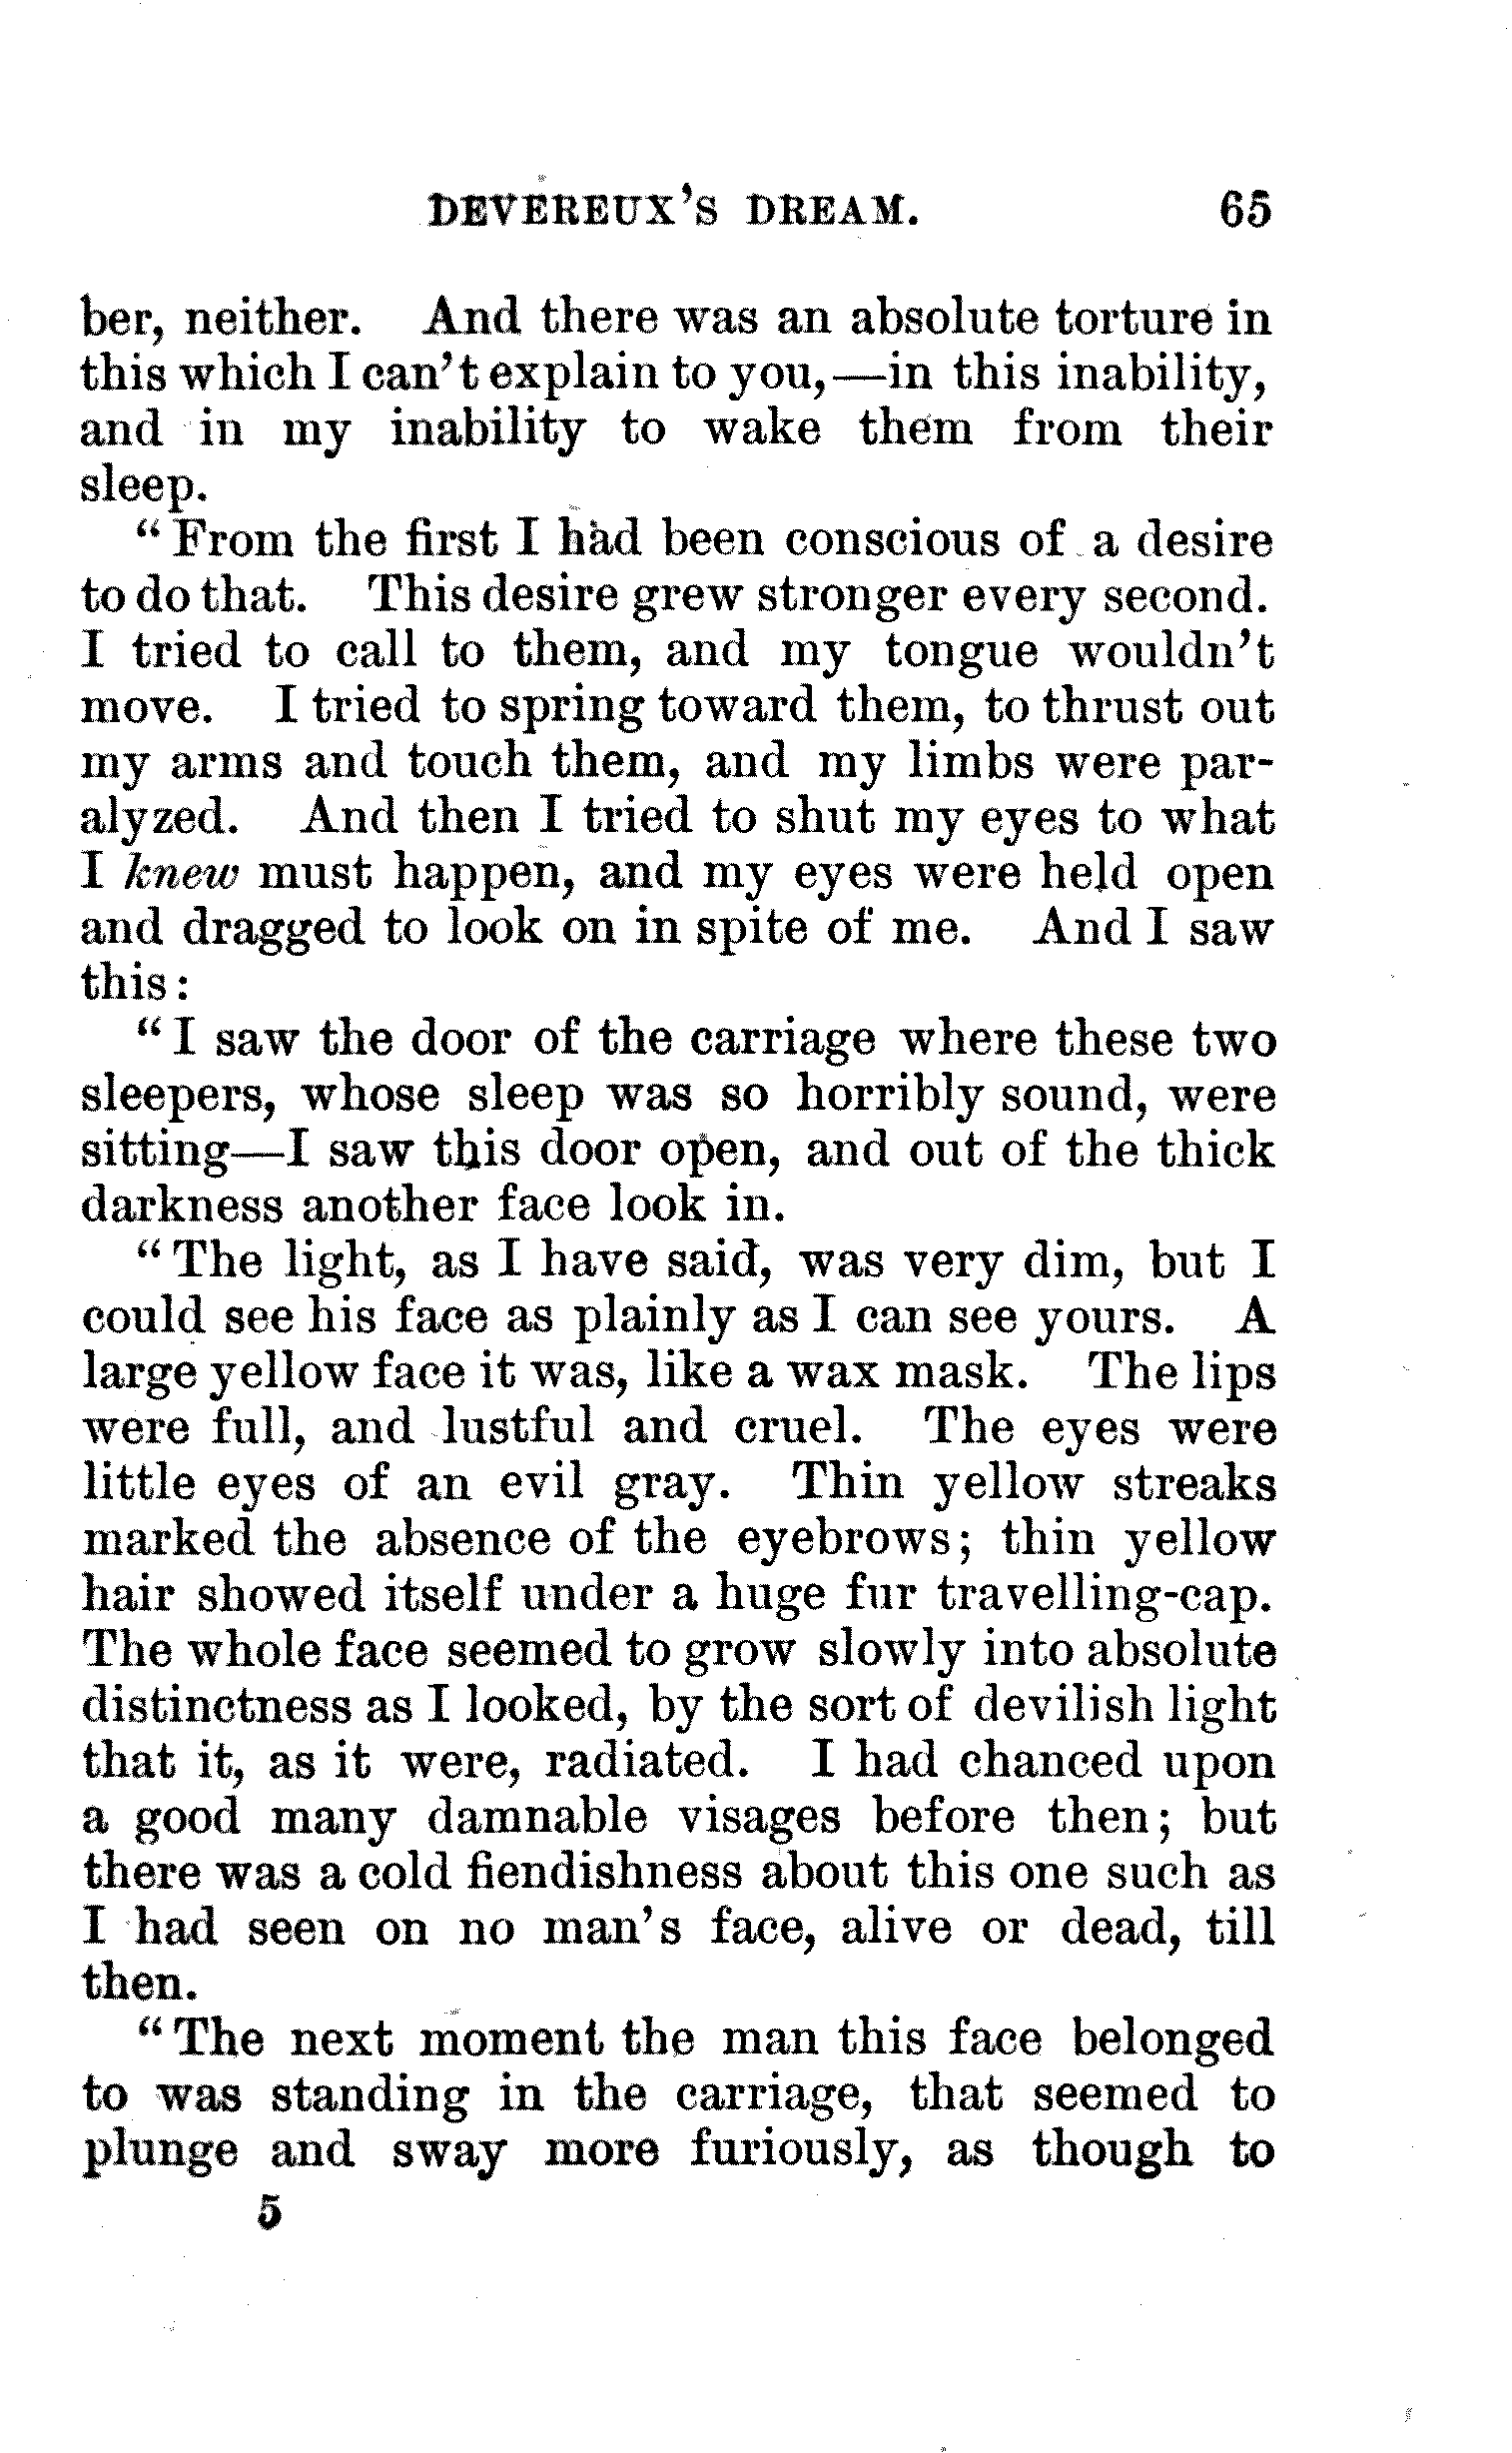 DEVEREUX'S DREAM. 65
ber, neither. And there was an absolute torture in
this which I can't explain to you,—in this inability,
and in my inability to wake them from their
sleep.
"From the first I had been conscious of a desire
to do that. This desire grew stronger every second.
I tried to call to them, and my tongue wouldn't
move. I tried to spring toward them, to thrust out
my arms and touch them, and my limbs were par-
alyzed. And then I tried to shut my eyes to what
I knew must happen, and my eyes were held open
and dragged to look on in spite of me. And I saw
this:
"I saw the door of the carriage where these two
sleepers, whose sleep was so horribly sound, were
sitting—I saw this door open, and out of the thick
darkness another face look in.
"The light, as I have said, was very dim, but I
could see his face as plainly as I can see yours. A
large yellow face it was, like a wax mask. The lips
were full, and lustful and cruel. The eyes were
little eyes of an evil gray. Thin yellow streaks
marked the absence of the eyebrows; thin yellow
hair showed itself under a huge fur travelling-cap.
The whole face seemed to grow slowly into absolute
distinctness as I looked, by the sort of devilish light
that it, as it were, radiated. I had chanced upon
a good many damnable visages before then; but
there was a cold fiendishness about this one such as
I had seen on no man's face, alive or dead, till
then.
"The next moment the man this face belonged
to was standing in the carriage, that seemed to
plunge and sway more furiously, as though to
5